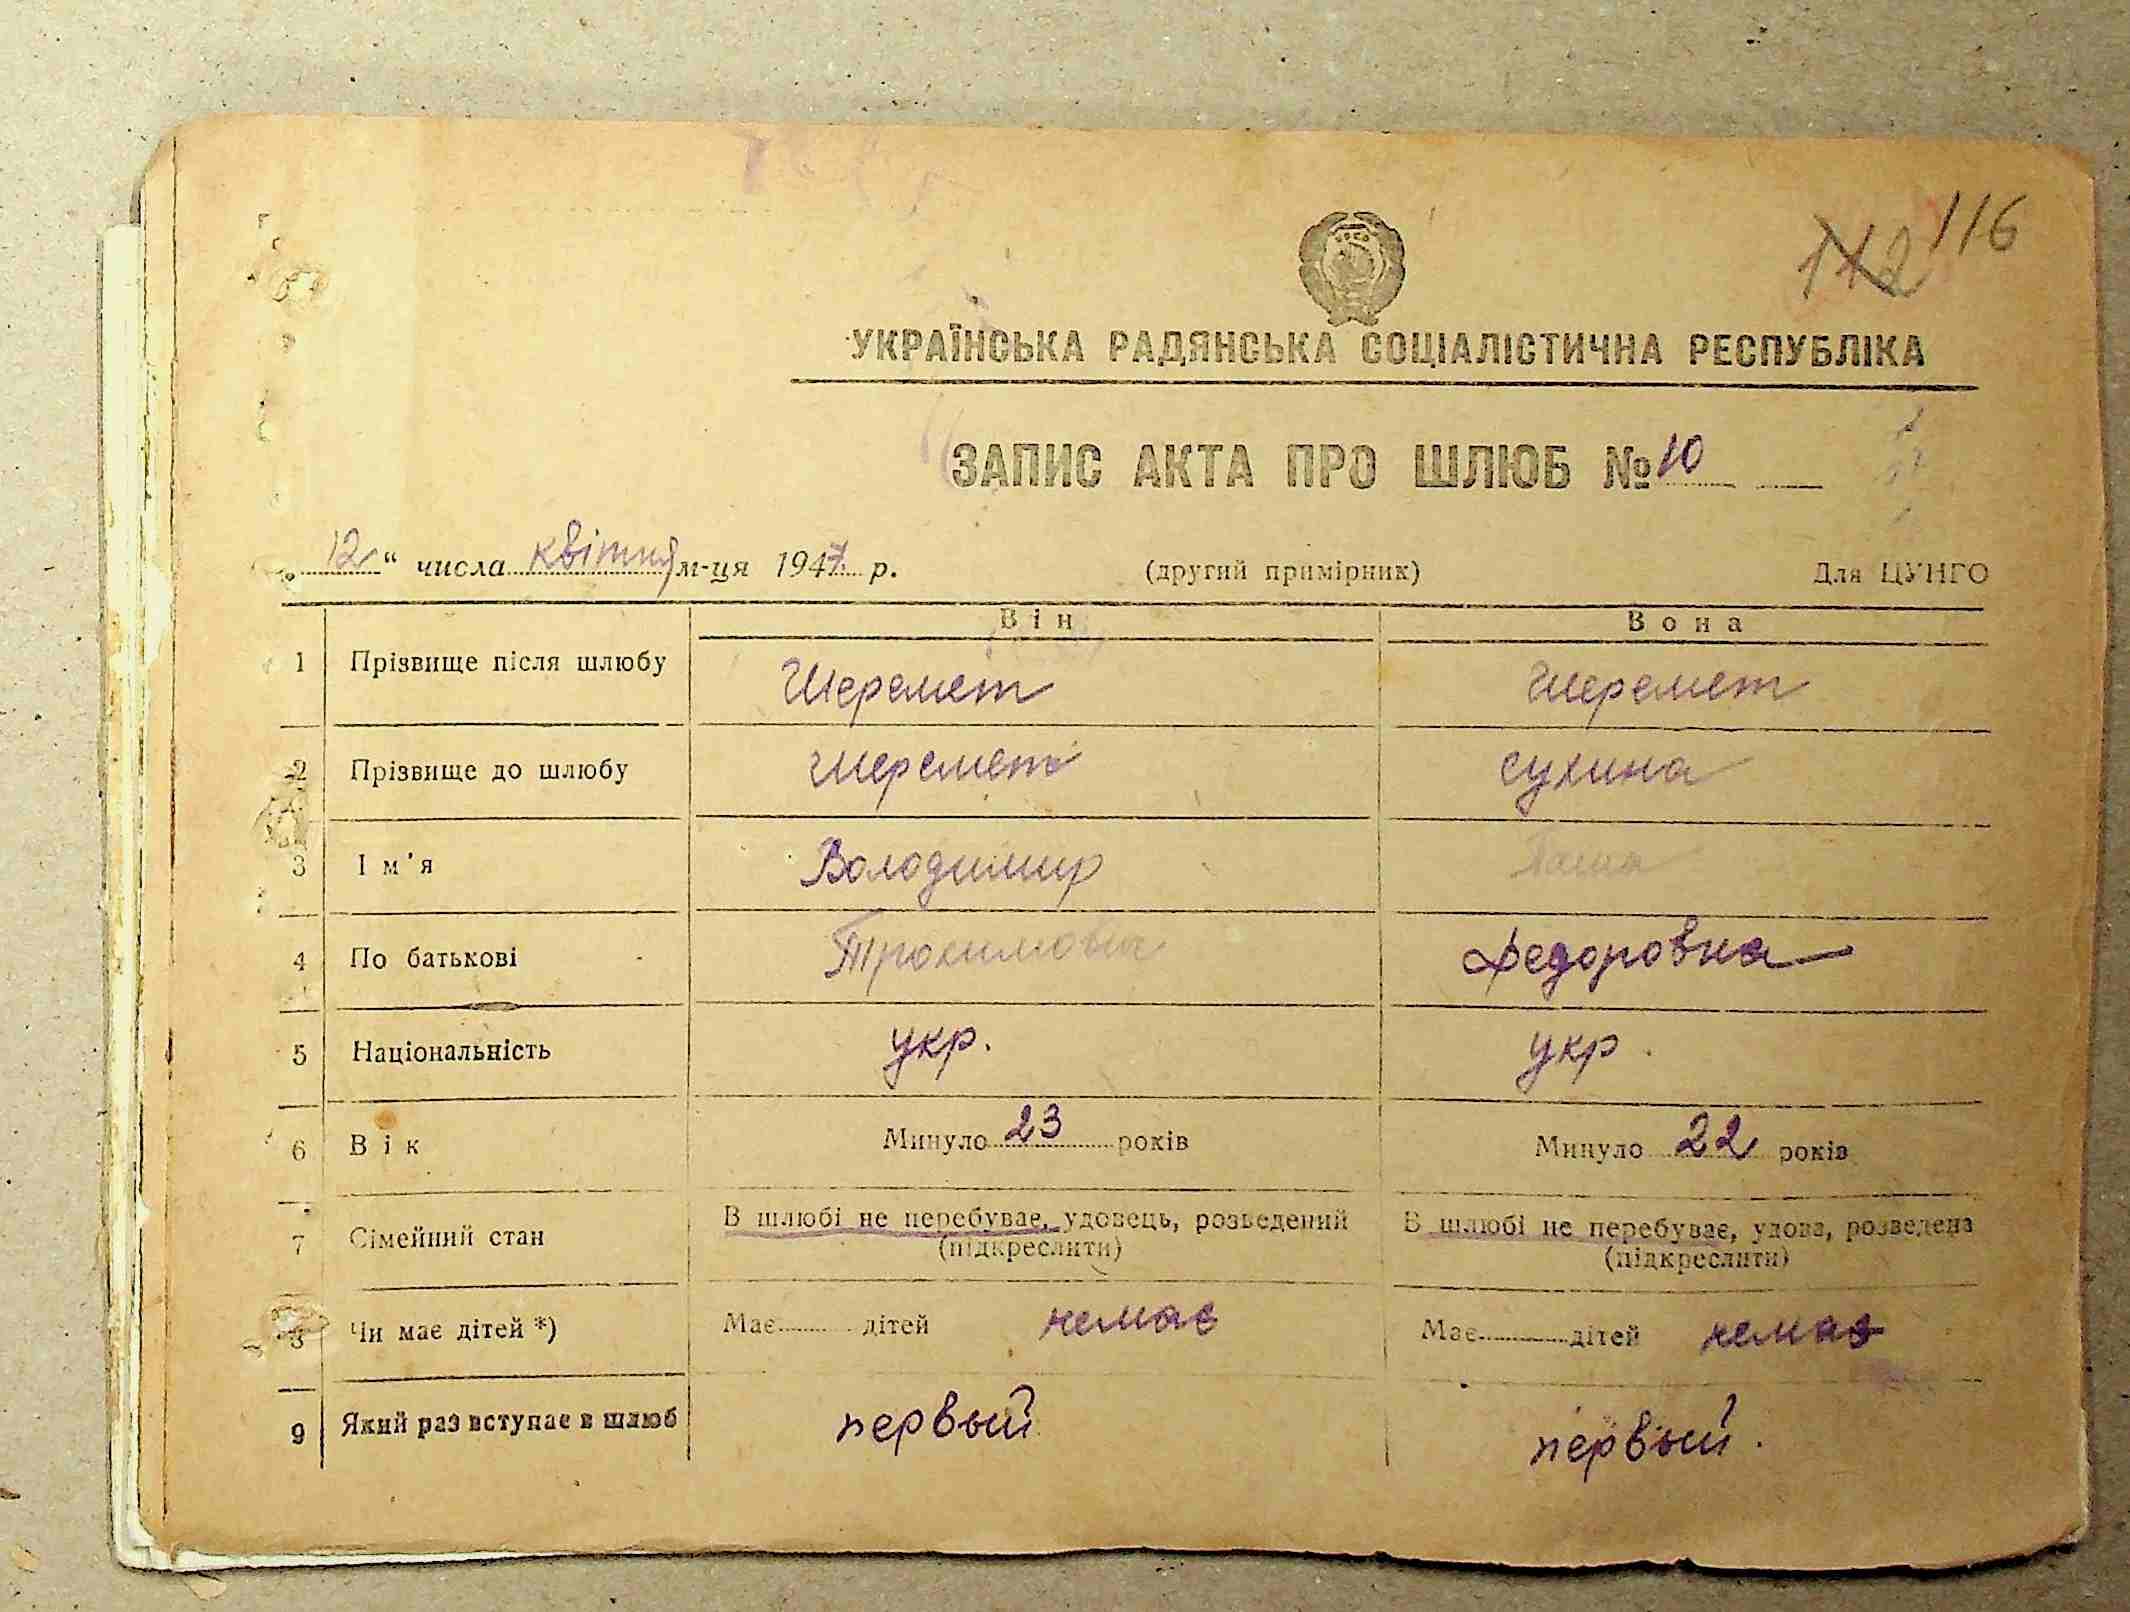 112 116
УКРАЇНСЬКА РАДЯНСЬКА СОЦІАЛІСТИЧНА РЕСПУБЛІКА
ЗАПИС АКТА ПРО ШЛЮБ № 10
„12“ числа квітня м-ця 1947 р. (другий примірник) Для ЦУНГО
Він Вона
1 Прізвище після шлюбу Шеремет Шеремет
2 Прізвище до шлюбу Шеремет Сухина
3 Ім'я Володимир
4 По батькові Трохимович Федоровна
5 Національність укр. укр.
6 Вік Минуло 23 років Минуло 22 років
7 Сімейний стан В шлюбі не перебуває, удовець, розведений В шлюбі не перебуває, удова, розведена
(підкреслити) (підкреслити)
8 Чи має дітей *) Має дітей немає Має дітей немає
9 Який раз вступає в шлюб первый первый.